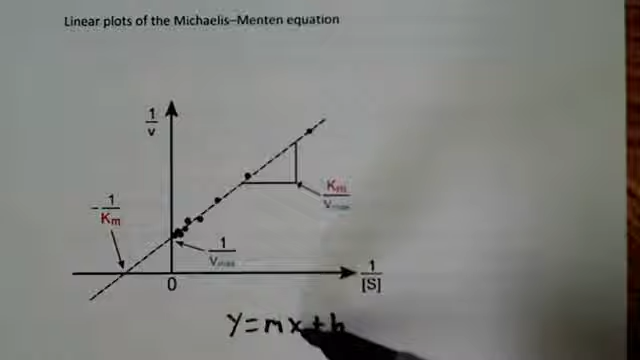 Linear plots of the Michaelis–Menten equation
1
v
Km
Vmax
- 1
Km
1
Vmax
0
1
[S]
y=mx+b